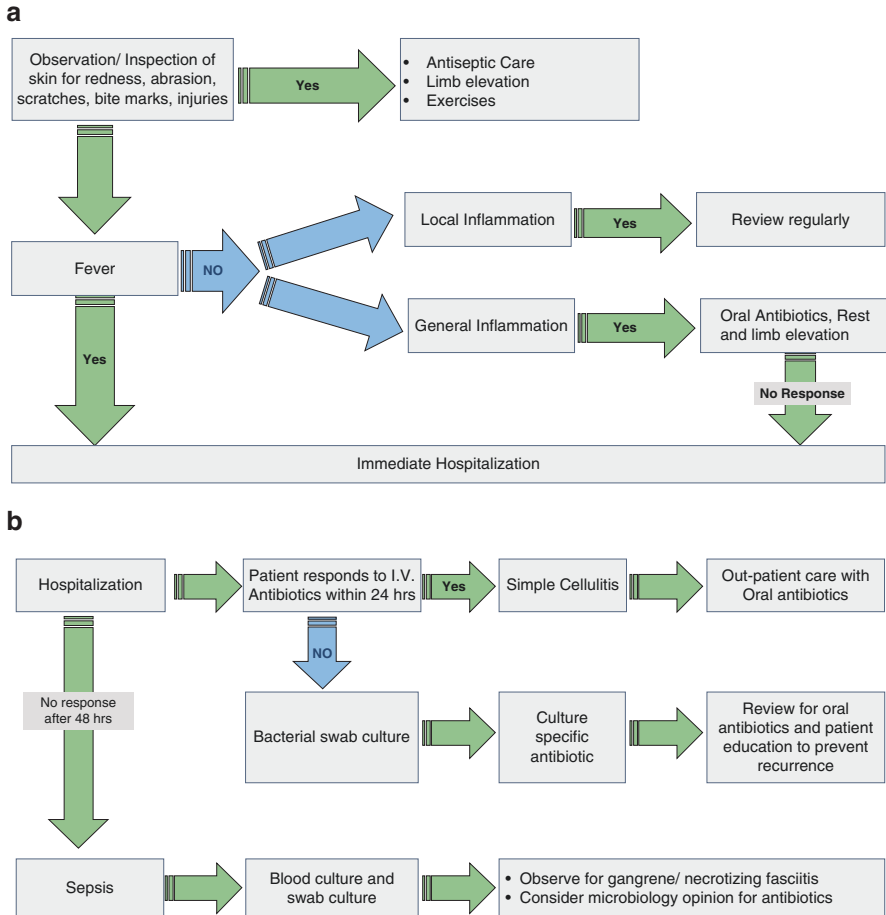 a
Observation/ Inspection of
skin for redness, abrasion,
scratches, bite marks, injuries
Yes
• Antiseptic Care
• Limb elevation
• Exercises
Fever
NO
Local Inflammation
Yes
Review regularly
General Inflammation
Yes
Oral Antibiotics, Rest
and limb elevation
Yes
No Response
Immediate Hospitalization
b
Hospitalization
Patient responds to I.V.
Antibiotics within 24 hrs
Yes
Simple Cellulitis
Out-patient care with
Oral antibiotics
NO
No response
after 48 hrs
Bacterial swab culture
Culture
specific
antibiotic
Review for oral
antibiotics and patient
education to prevent
recurrence
Sepsis
Blood culture and
swab culture
• Observe for gangrene/ necrotizing fasciitis
• Consider microbiology opinion for antibiotics